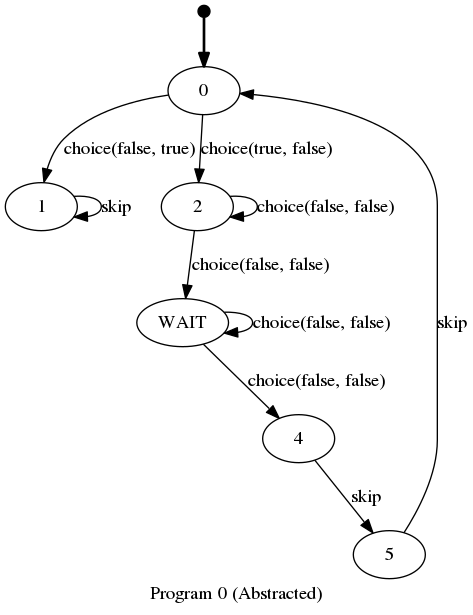 0
choice(false, true)
choice(true, false)
1
skip
2
choice(false, false)
choice(false, false)
WAIT
choice(false, false)
skip
choice(false, false)
4
skip
5
Program 0 (Abstracted)